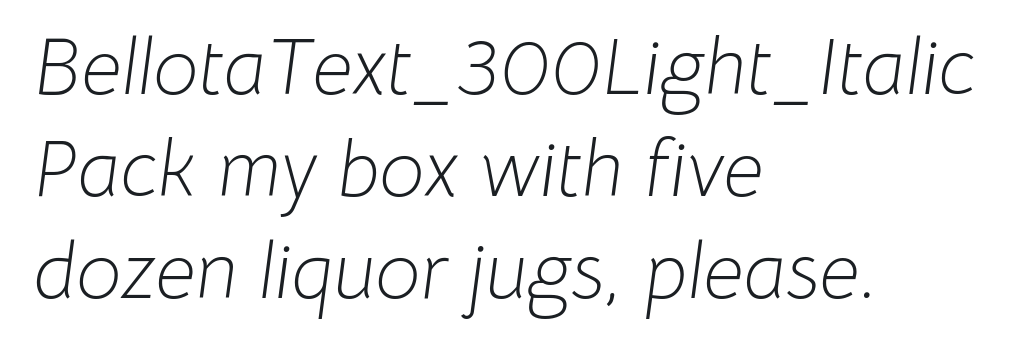 BellotaText_300Light_Italic
Pack my box with five
dozen liquor jugs, please.